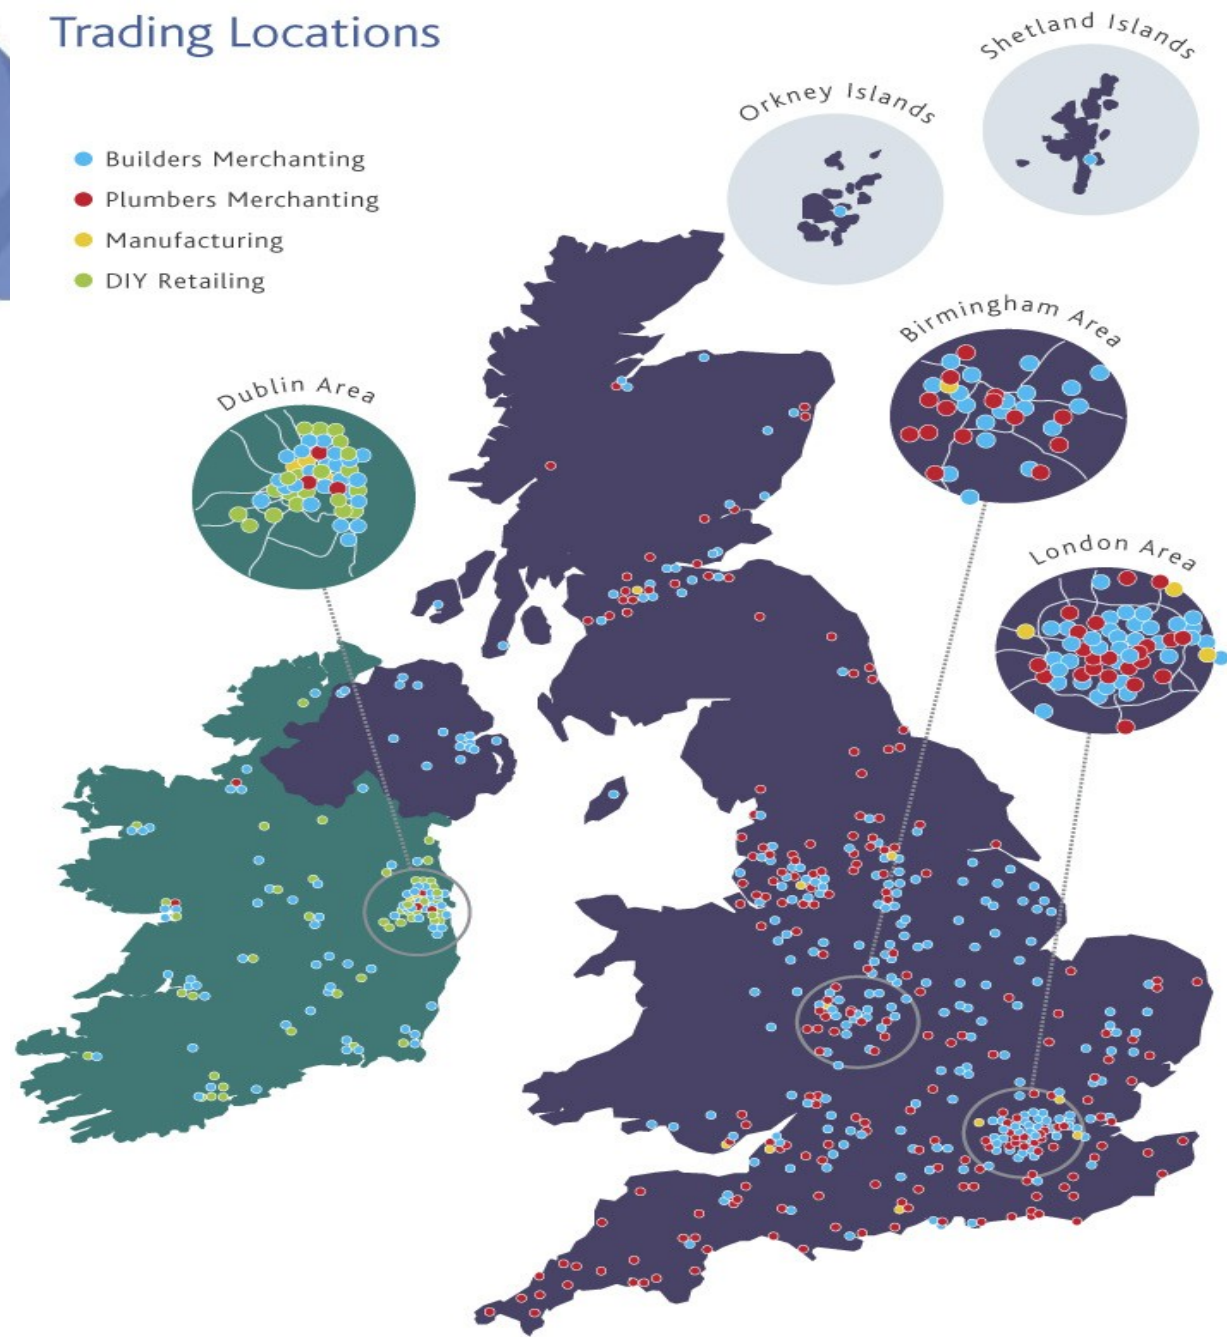 Trading Locations
Builders Merchanting
Plumbers Merchanting
Manufacturing
DIY Retailing
Shetland Islands
Orkney Islands
Birmingham Area
Dublin Area
London Area